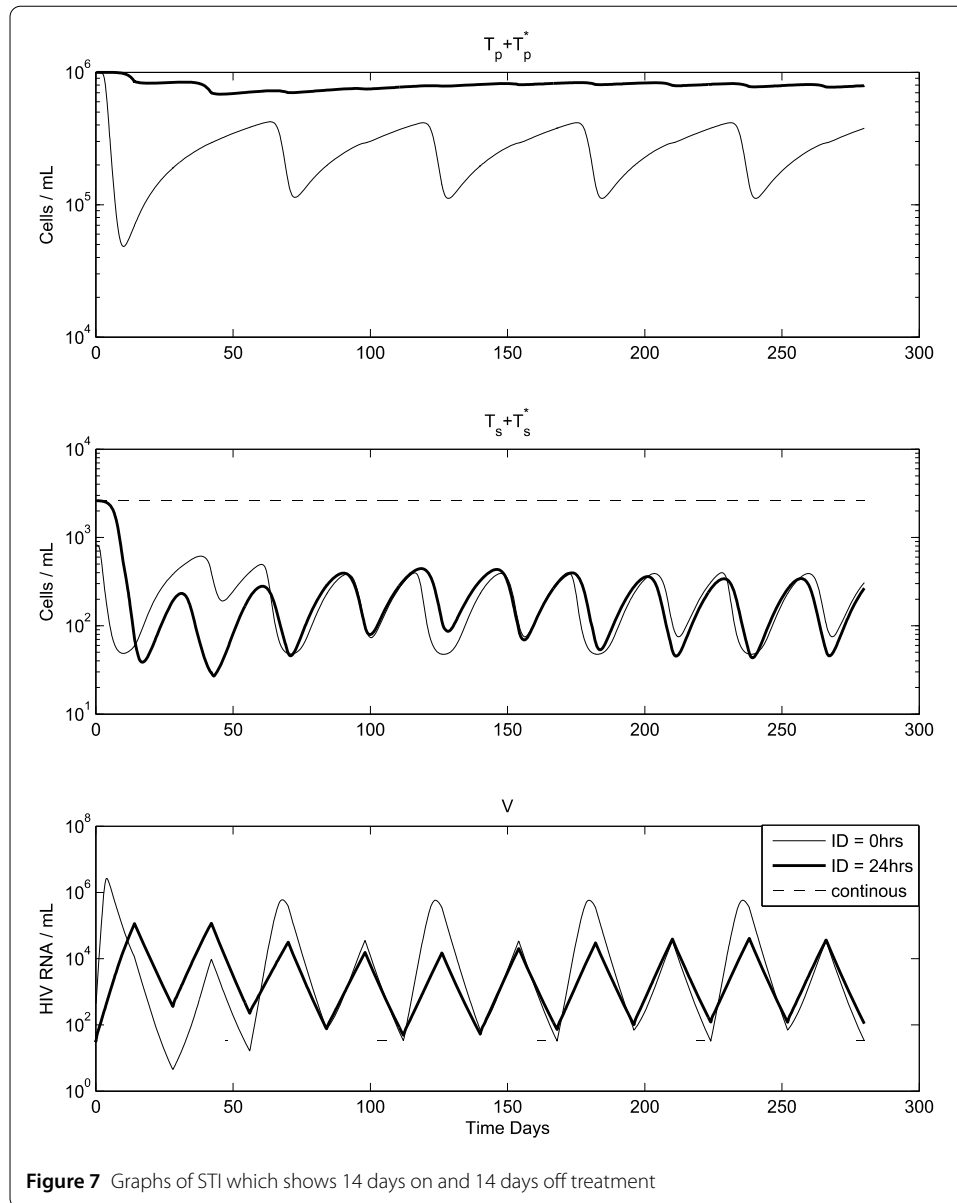 T_p+T_p^*
10^6
10^5
10^4
Cells / mL
0 50 100 150 200 250 300
T_s+T_s^*
10^4
10^3
10^2
10^1
Cells / mL
0 50 100 150 200 250 300
V
10^8
10^6
10^4
10^2
10^0
HIV RNA / mL
ID = 0hrs
ID = 24hrs
continous
0 50 100 150 200 250 300
Time Days
Figure 7 Graphs of STI which shows 14 days on and 14 days off treatment